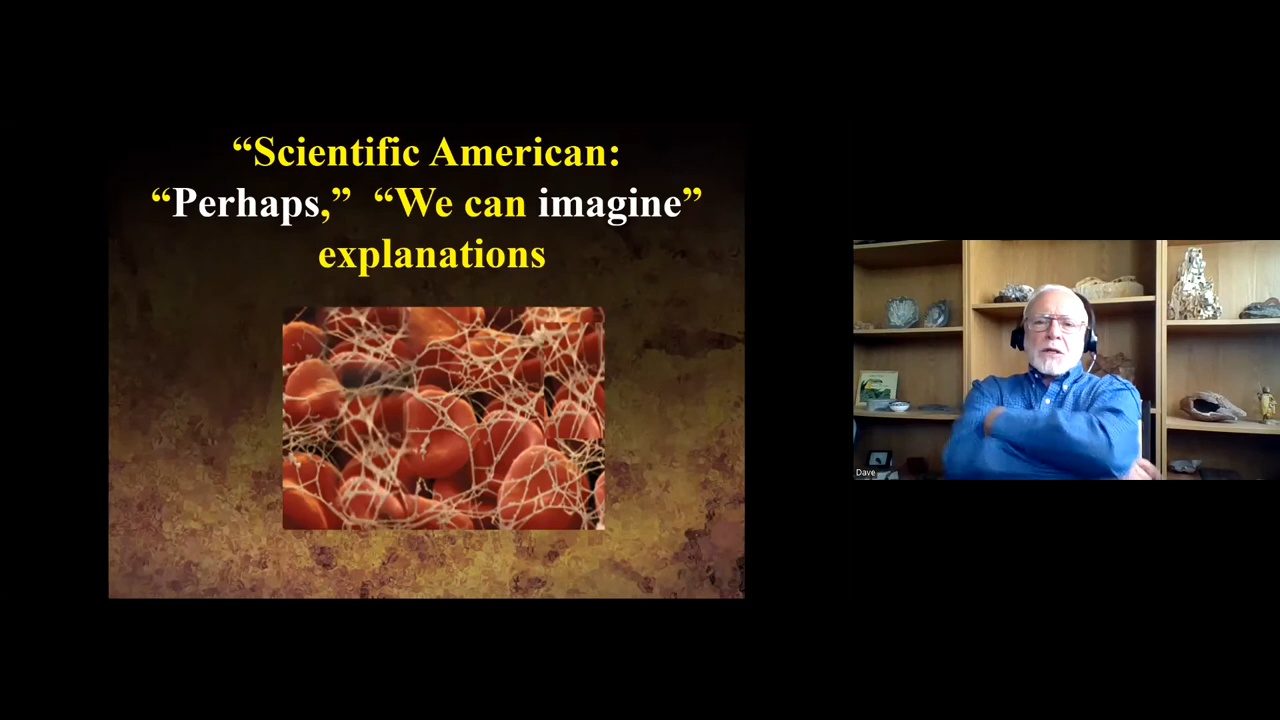 “Scientific American:
“Perhaps,” “We can imagine”
explanations
Dave